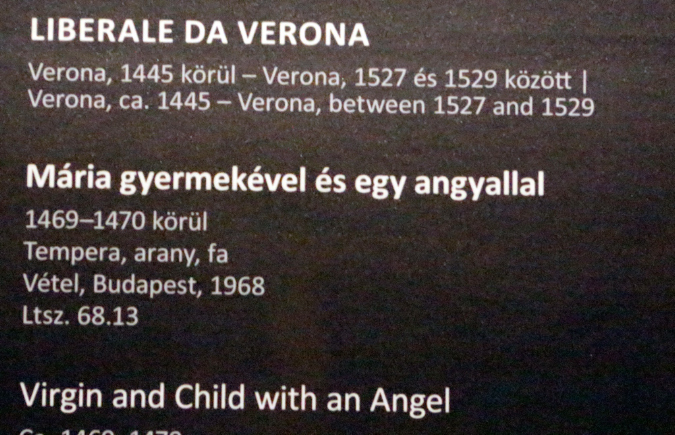 LIBERALE DA VERONA
Verona, 1445 körül – Verona, 1527 és 1529 között |
Verona, ca. 1445 – Verona, between 1527 and 1529
Mária gyermekével és egy angyallal
1469–1470 körül
Tempera, arany, fa
Vétel, Budapest, 1968
Ltsz. 68.13
Virgin and Child with an Angel